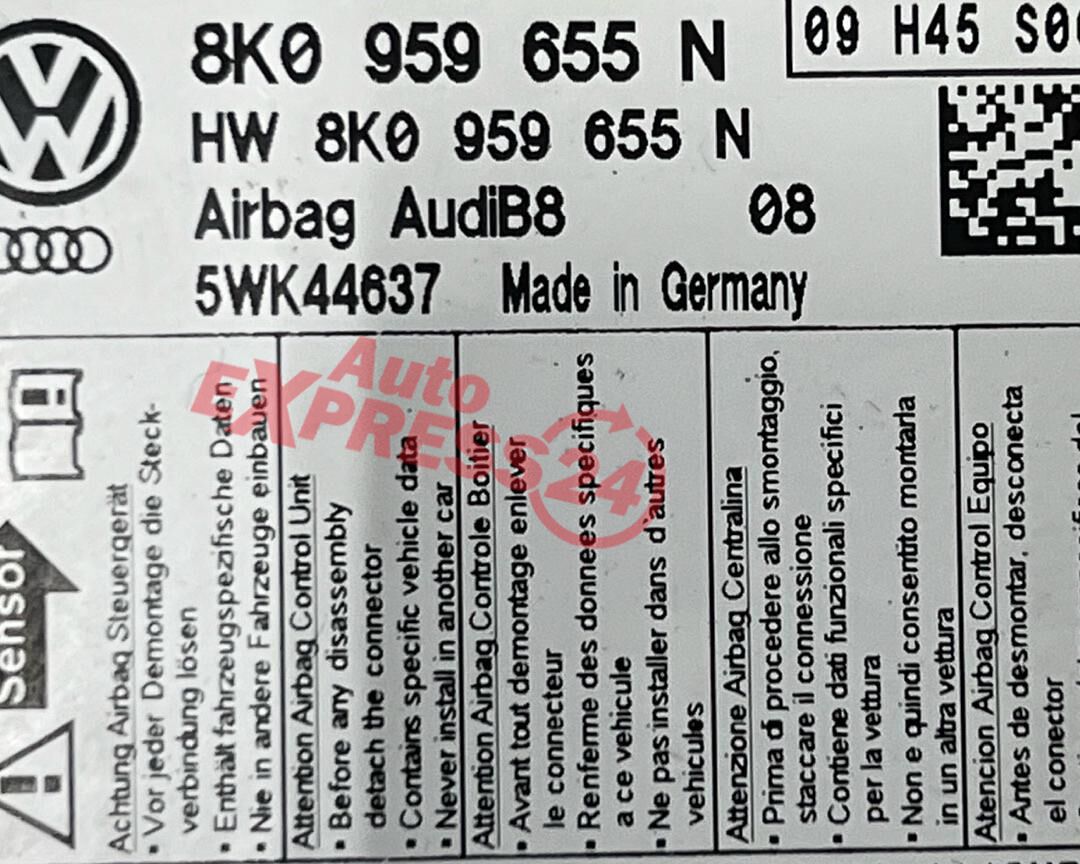 8K0 959 655 N
09 H45
HW 8K0 959 655 N
Airbag AudiB8 08
5WK44637 Made in Germany
Sensor
Achtung Airbag Steuergerät
• Vor jeder Demontage die Steck-
verbindung lösen
• Enthält fahrzeugspezifische Daten
• Nie in andere Fahrzeuge einbauen
Attention Airbag Control Unit
• Before any disassembly
detach the connector
• Contains specific vehicle data
• Never install in another car
Attention Airbag Controle Boitier
• Avant tout demontage enlever
le connecteur
• Renferme des donnees specifiques
a ce vehicule
• Ne pas installer dans d'autres
vehicules
Attenzione Airbag Centralina
• Prima di procedere allo smontaggio,
staccare il connessione
• Contiene dati funzionali specifici
per la vettura
• Non e quindi consentito montarla
in un altra vettura
Atencion Airbag Control Equipo
• Antes de desmontar, desconecta
el conector
Auto
EXPRESS24